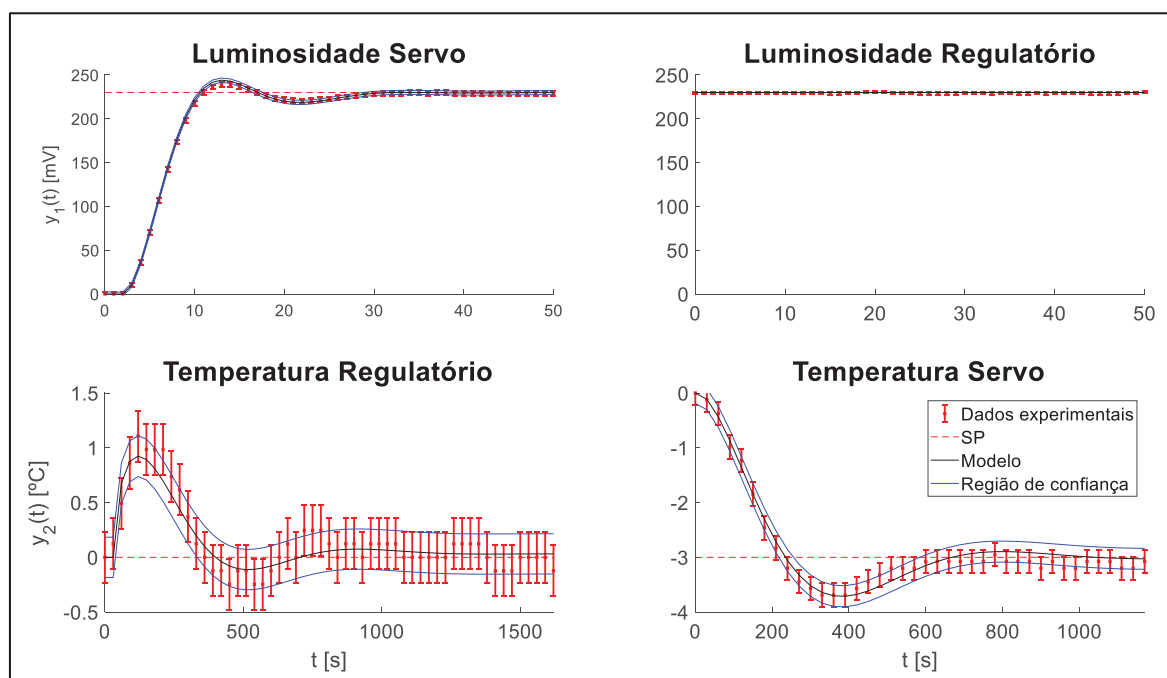 Luminosidade Servo
y1(t) [mV]
250
200
150
100
50
0
0 10 20 30 40 50
Luminosidade Regulatório
250
200
150
100
50
0
0 10 20 30 40 50
Temperatura Regulatório
y2(t) [ºC]
1.5
1
0.5
0
-0.5
0 500 1000 1500
t [s]
Temperatura Servo
0
-1
-2
-3
-4
0 200 400 600 800 1000
t [s]
Dados experimentais
SP
Modelo
Região de confiança